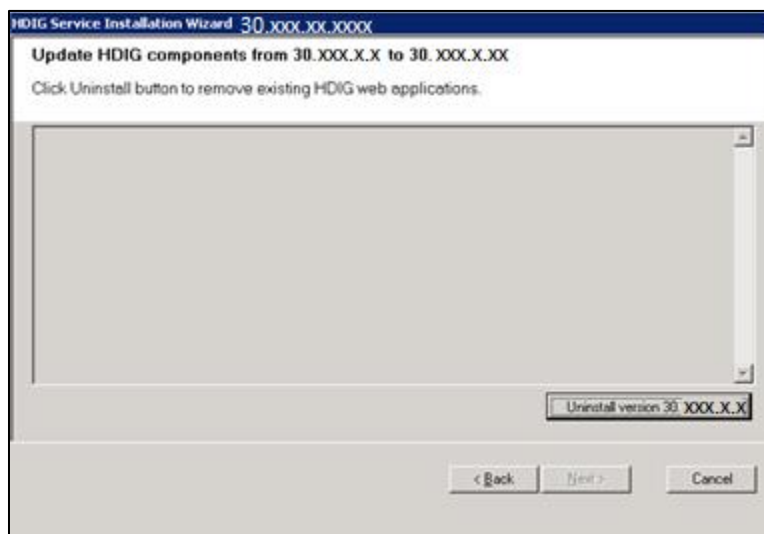 HDIG Service Installation Wizard 30.xxx.xx.xxxx
Update HDIG components from 30.XXX.X.X to 30. XXX.X.XX
Click Uninstall button to remove existing HDIG web applications.
Uninstall version 30. XXX.X.X
< Back Next > Cancel